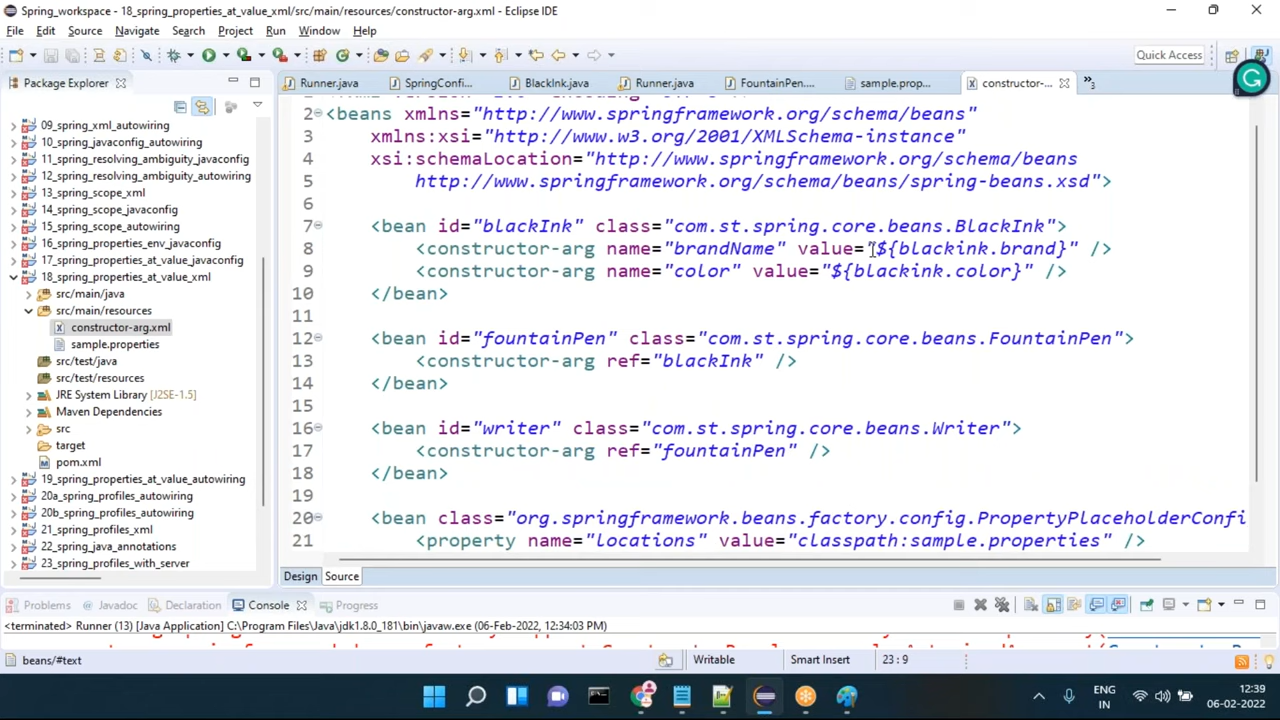 Spring_workspace - 18_spring_properties_at_value_xml/src/main/resources/constructor-arg.xml - Eclipse IDE
File Edit Source Navigate Search Project Run Window Help
Quick Access
Package Explorer
Runner.java SpringConfi... BlackInk.java Runner.java FountainPen.... sample.prop... constructor-... »3
09_spring_xml_autowiring
10_spring_javaconfig_autowiring
11_spring_resolving_ambiguity_javaconfig
12_spring_resolving_ambiguity_autowiring
13_spring_scope_xml
14_spring_scope_javaconfig
15_spring_scope_autowiring
16_spring_properties_env_javaconfig
17_spring_properties_at_value_javaconfig
18_spring_properties_at_value_xml
src/main/java
src/main/resources
constructor-arg.xml
sample.properties
src/test/java
src/test/resources
JRE System Library [J2SE-1.5]
Maven Dependencies
src
target
pom.xml
19_spring_properties_at_value_autowiring
20a_spring_profiles_autowiring
20b_spring_profiles_autowiring
21_spring_profiles_xml
22_spring_java_annotations
23_spring_profiles_with_server
2 <beans xmlns="http://www.springframework.org/schema/beans"
3 xmlns:xsi="http://www.w3.org/2001/XMLSchema-instance"
4 xsi:schemaLocation="http://www.springframework.org/schema/beans
5 http://www.springframework.org/schema/beans/spring-beans.xsd">
6
7 <bean id="blackInk" class="com.st.spring.core.beans.BlackInk">
8 <constructor-arg name="brandName" value="${blackink.brand}" />
9 <constructor-arg name="color" value="${blackink.color}" />
10 </bean>
11
12 <bean id="fountainPen" class="com.st.spring.core.beans.FountainPen">
13 <constructor-arg ref="blackInk" />
14 </bean>
15
16 <bean id="writer" class="com.st.spring.core.beans.Writer">
17 <constructor-arg ref="fountainPen" />
18 </bean>
19
20 <bean class="org.springframework.beans.factory.config.PropertyPlaceholderConfi
21 <property name="locations" value="classpath:sample.properties" />
Design Source
Problems Javadoc Declaration Console Progress
<terminated> Runner (13) [Java Application] C:\Program Files\Java\jdk1.8.0_181\bin\javaw.exe (06-Feb-2022, 12:34:03 PM)
beans/#text Writable Smart Insert 23 : 9
ENG
IN
12:39
06-02-2022